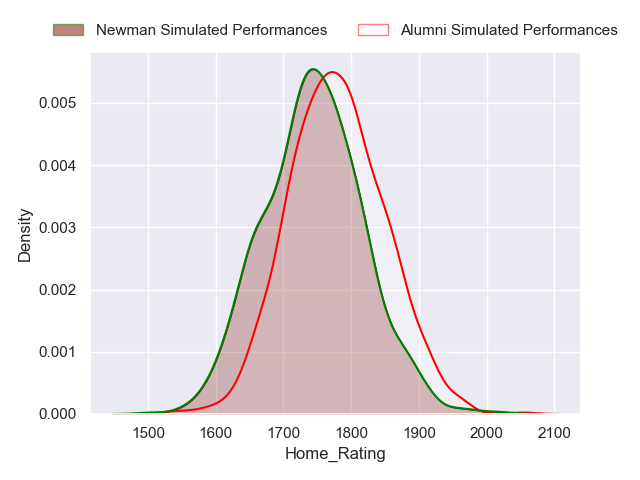 Newman Simulated Performances
Alumni Simulated Performances
Density
0.005
0.004
0.003
0.002
0.001
0.000
1500 1600 1700 1800 1900 2000 2100
Home_Rating